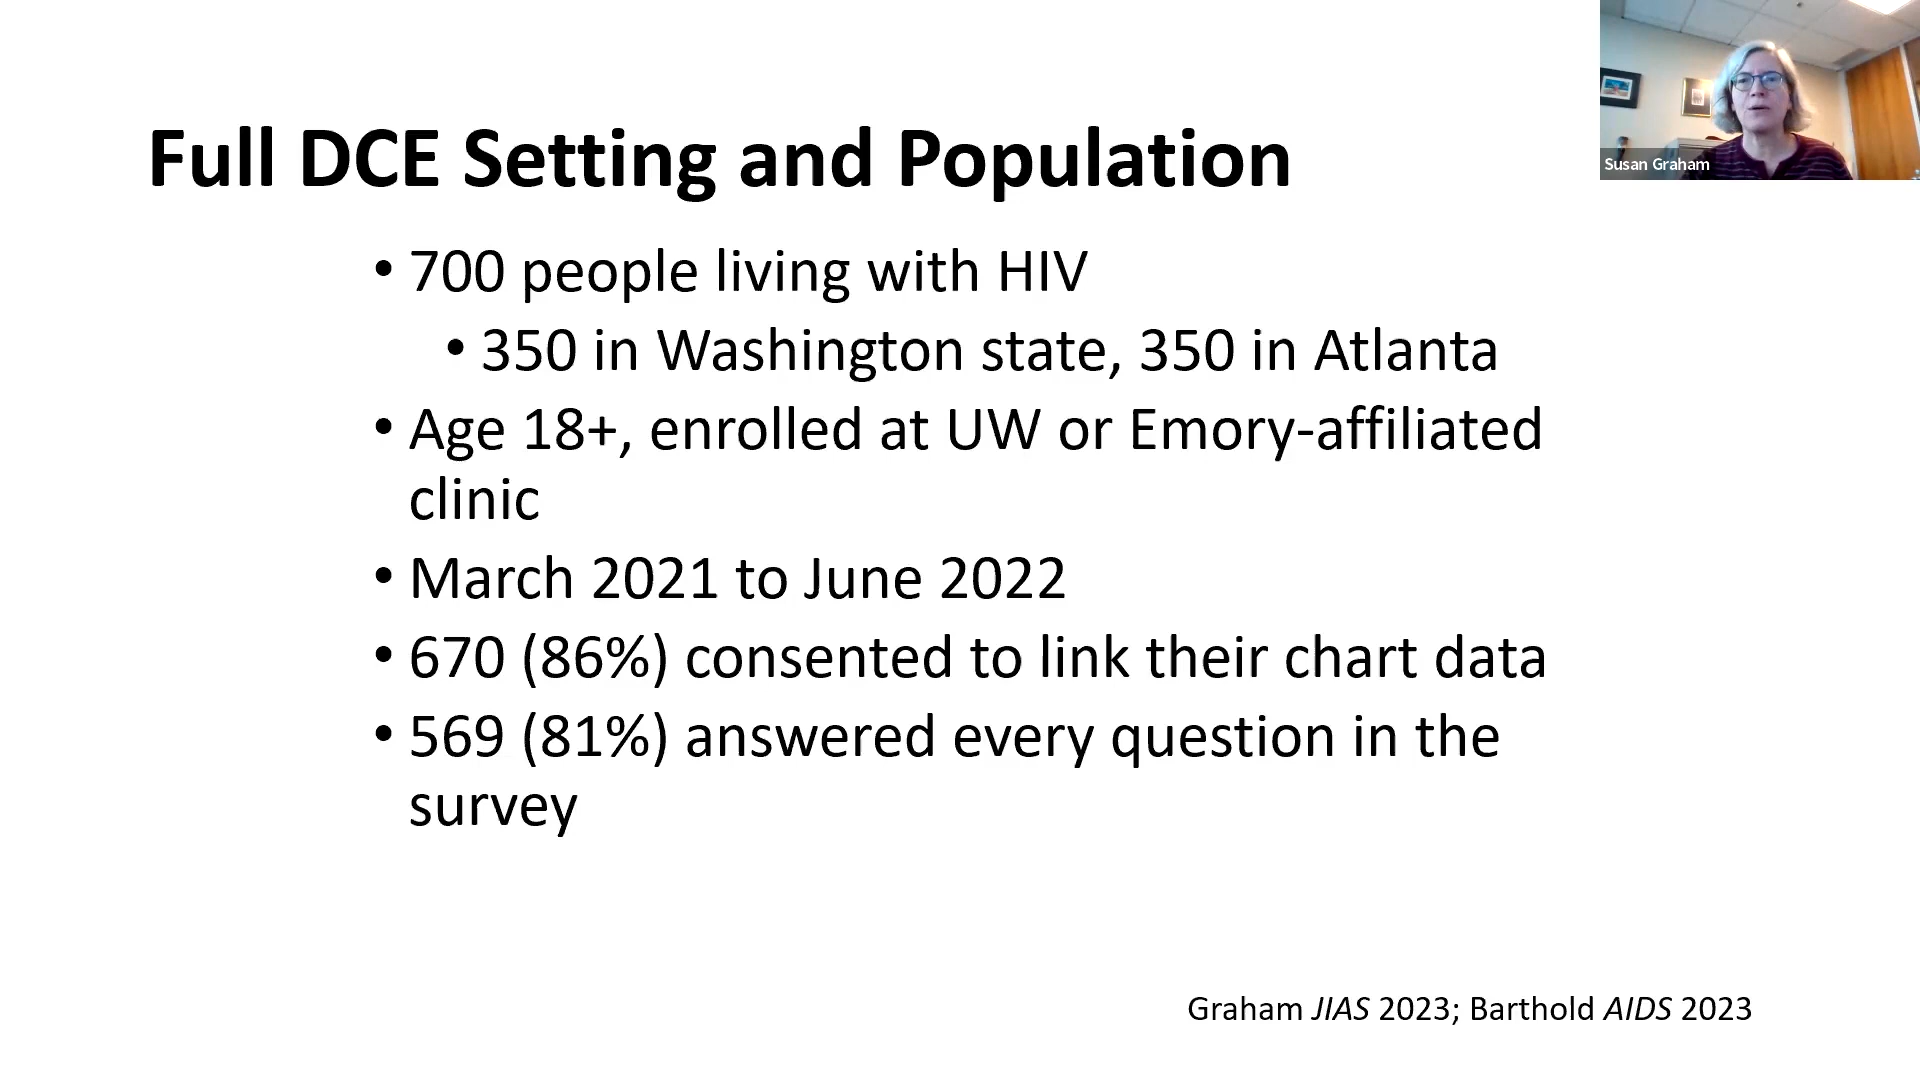 Full DCE Setting and Population
Susan Graham
• 700 people living with HIV
• 350 in Washington state, 350 in Atlanta
• Age 18+, enrolled at UW or Emory-affiliated
clinic
• March 2021 to June 2022
• 670 (86%) consented to link their chart data
• 569 (81%) answered every question in the
survey
Graham JIAS 2023; Barthold AIDS 2023